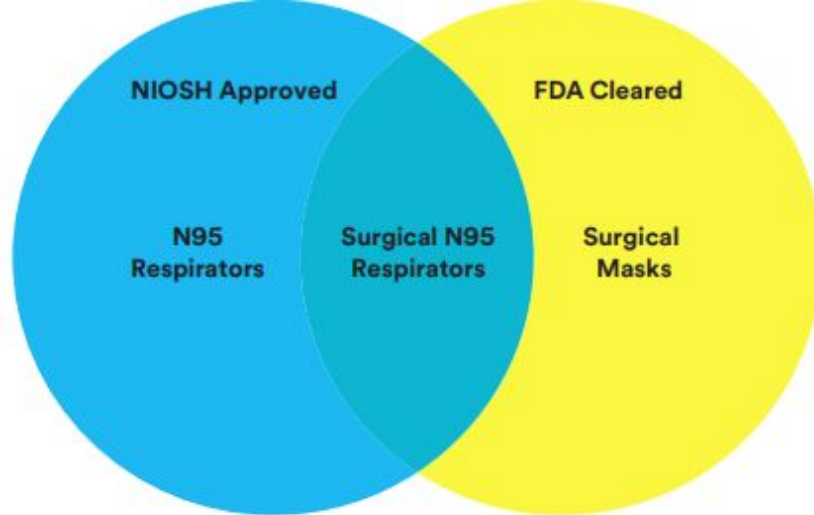 NIOSH Approved
FDA Cleared
N95
Respirators
Surgical N95
Respirators
Surgical
Masks